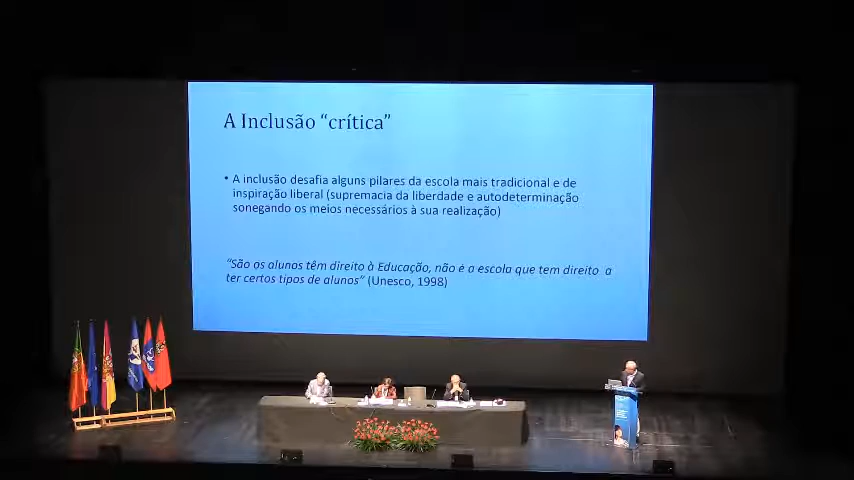 A Inclusão “crítica”
• A inclusão desafia alguns pilares da escola mais tradicional e de
inspiração liberal (supremacia da liberdade e autodeterminação
sonegando os meios necessários à sua realização)
“São os alunos têm direito à Educação, não é a escola que tem direito a
ter certos tipos de alunos” (Unesco, 1998)